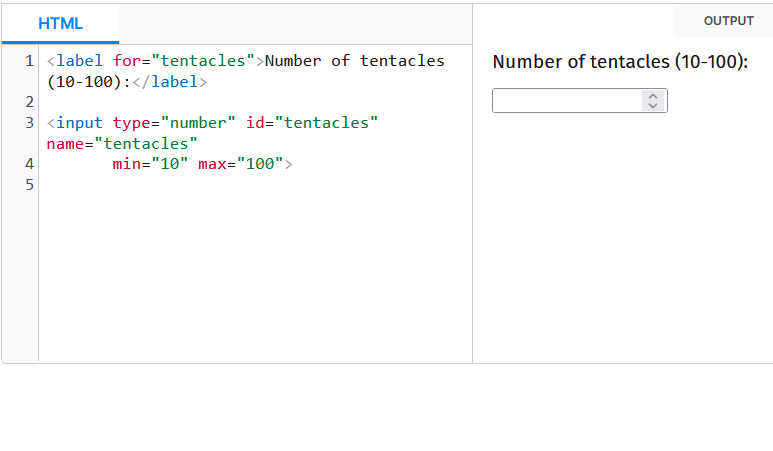 HTML
OUTPUT
1 <label for="tentacles">Number of tentacles
(10-100):</label>
2
3 <input type="number" id="tentacles"
name="tentacles"
4 min="10" max="100">
5
Number of tentacles (10-100):